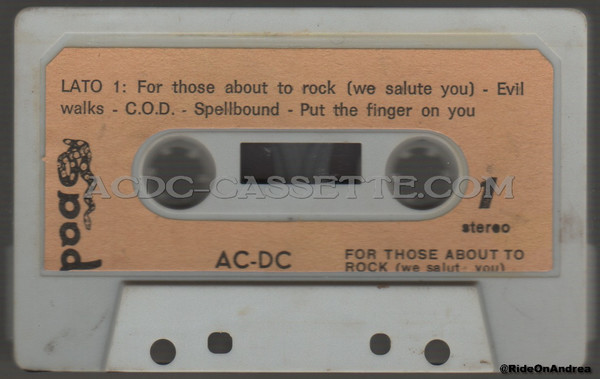 LATO 1: For those about to rock (we salute you) - Evil
walks - C.O.D. - Spellbound - Put the finger on you
ACDC-CASSETTE.COM
1
stereo
AC-DC
FOR THOSE ABOUT TO
ROCK (we salut- you)
@RideOnAndrea